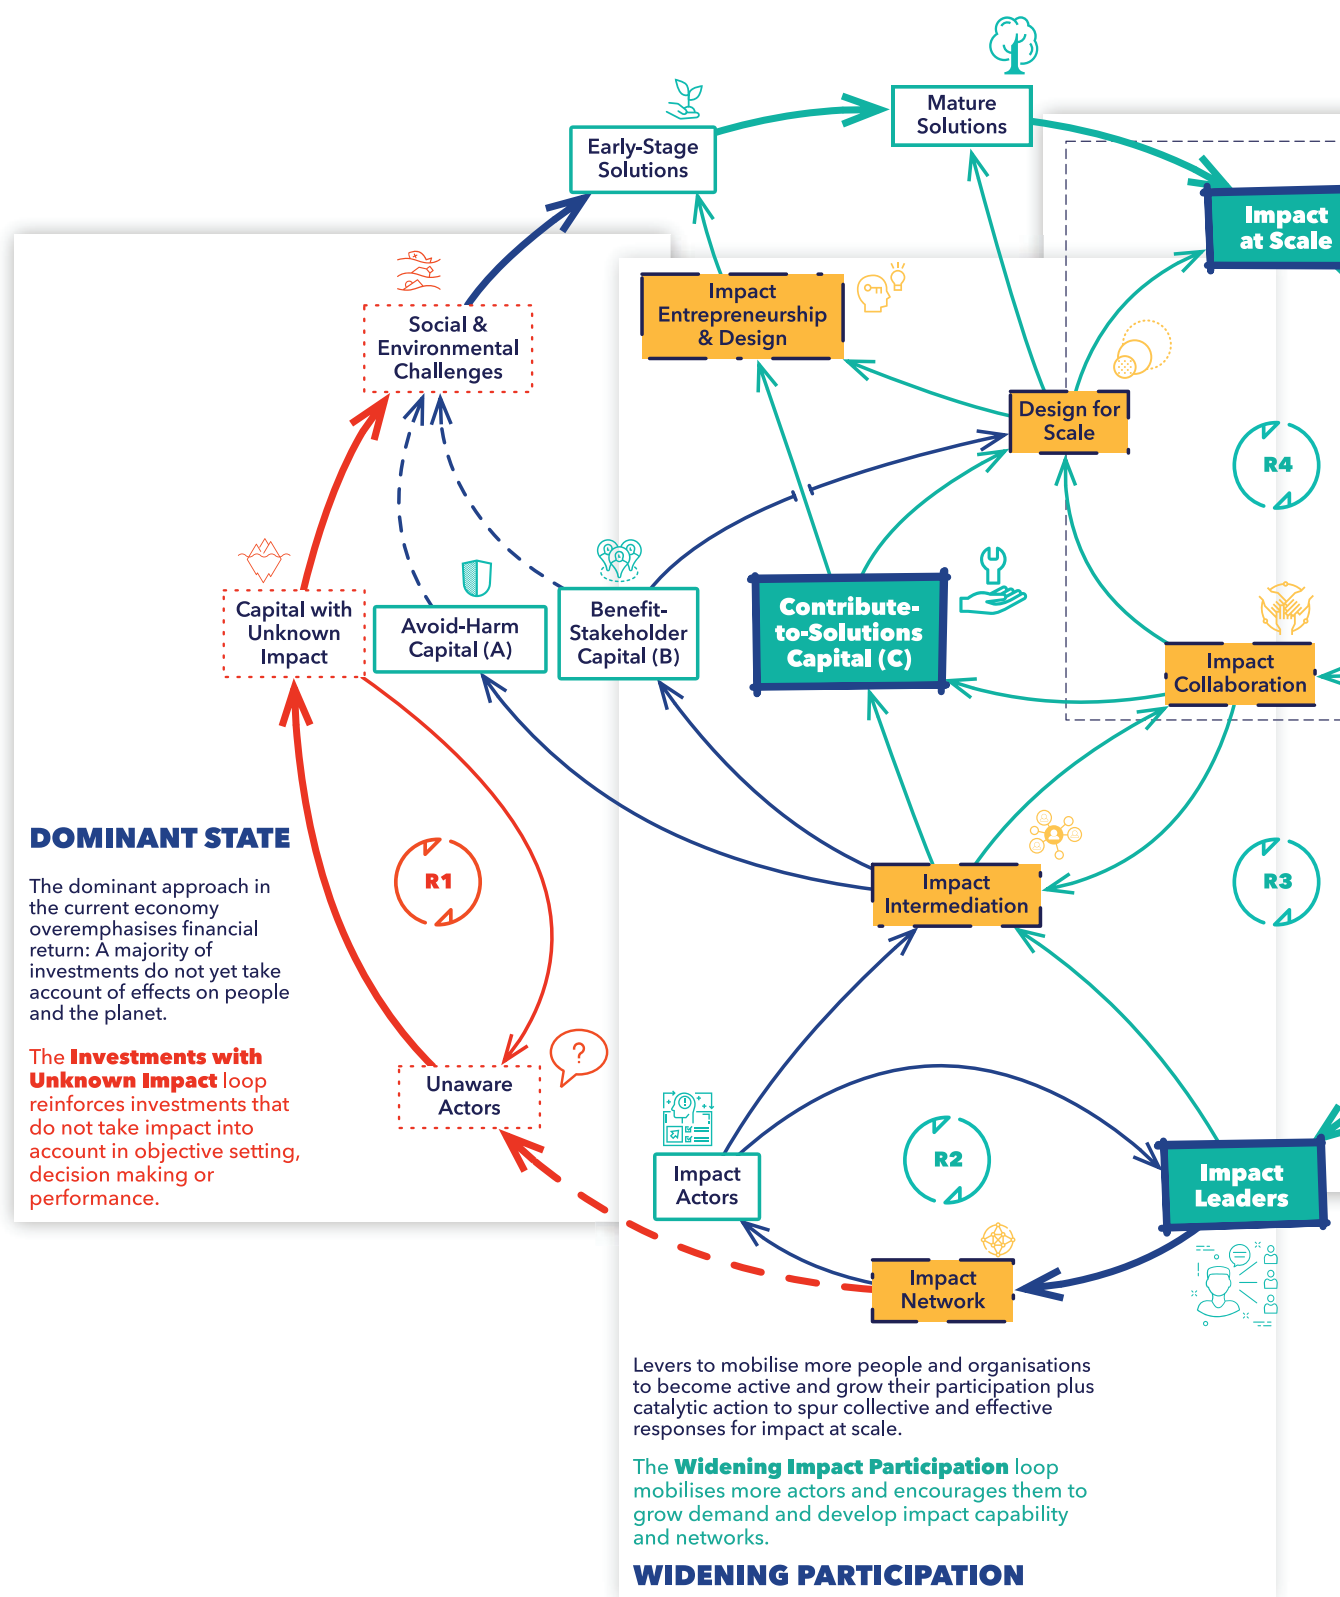 Mature
Solutions
Early-Stage
Solutions
Impact
at Scale
Impact
Entrepreneurship
& Design
Social &
Environmental
Challenges
Design for
Scale
R4
Capital with
Unknown
Impact
Avoid-Harm
Capital (A)
Benefit-
Stakeholder
Capital (B)
Contribute-
to-Solutions
Capital (C)
Impact
Collaboration
DOMINANT STATE
The dominant approach in
the current economy
overemphasises financial
return: A majority of
investments do not yet take
account of effects on people
and the planet.
The Investments with
Unknown Impact loop
reinforces investments that
do not take impact into
account in objective setting,
decision making or
performance.
R1
Impact
Intermediation
R3
?
Unaware
Actors
Impact
Actors
R2
Impact
Leaders
Impact
Network
Levers to mobilise more people and organisations
to become active and grow their participation plus
catalytic action to spur collective and effective
responses for impact at scale.
The Widening Impact Participation loop
mobilises more actors and encourages them to
grow demand and develop impact capability
and networks.
WIDENING PARTICIPATION